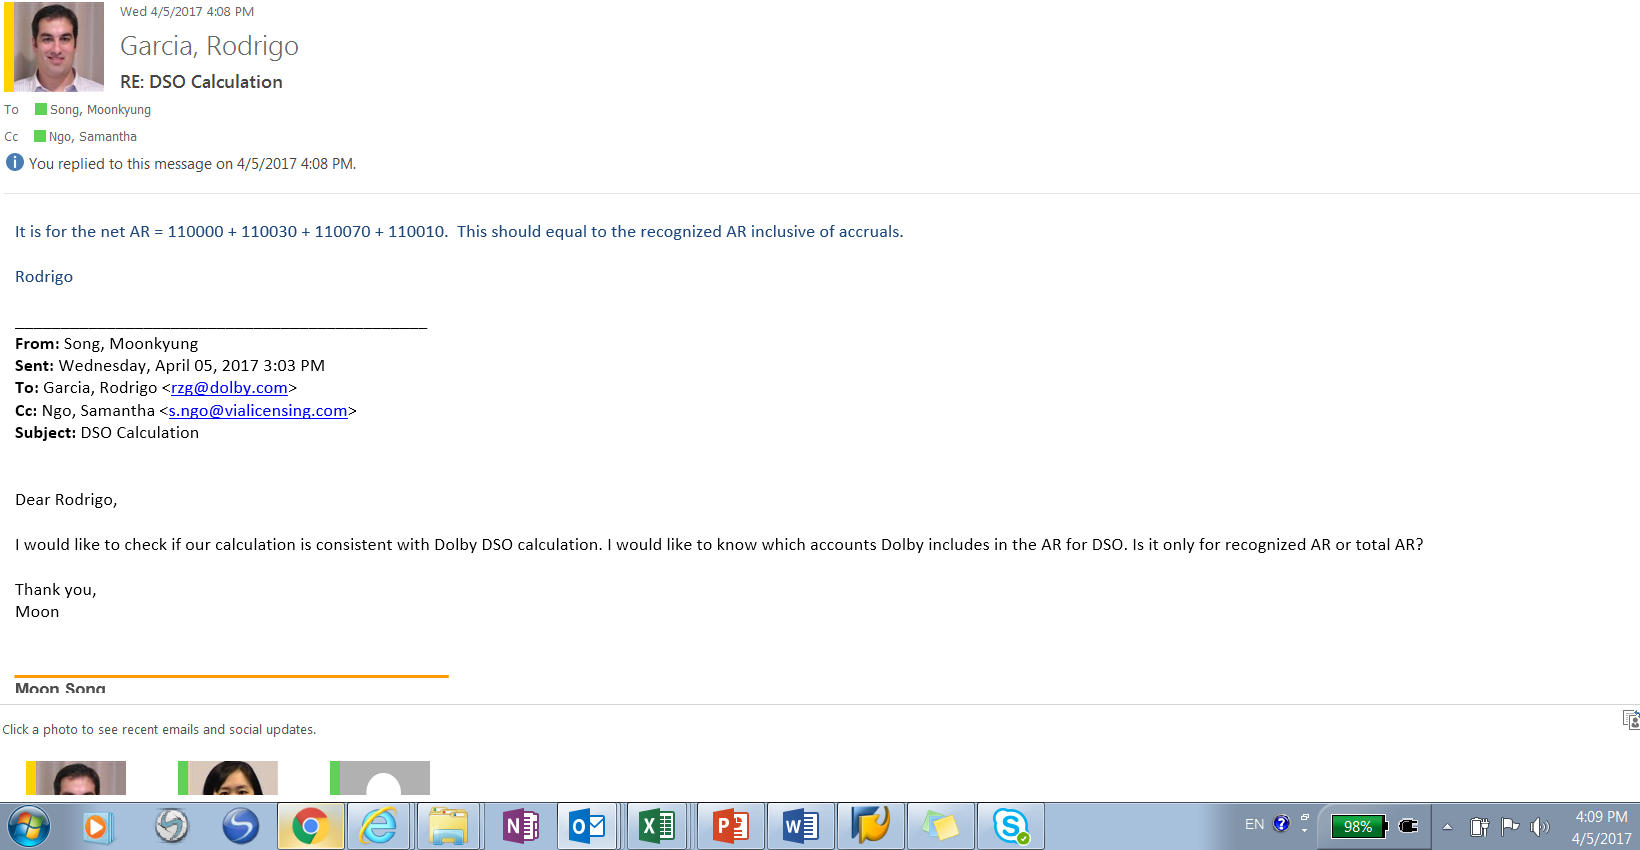 Wed 4/5/2017 4:08 PM
Garcia, Rodrigo
RE: DSO Calculation
To Song, Moonkyung
Cc Ngo, Samantha
You replied to this message on 4/5/2017 4:08 PM.
It is for the net AR = 110000 + 110030 + 110070 + 110010.  This should equal to the recognized AR inclusive of accruals.
Rodrigo
From: Song, Moonkyung
Sent: Wednesday, April 05, 2017 3:03 PM
To: Garcia, Rodrigo <rzg@dolby.com>
Cc: Ngo, Samantha <s.ngo@vialicensing.com>
Subject: DSO Calculation
Dear Rodrigo,
I would like to check if our calculation is consistent with Dolby DSO calculation. I would like to know which accounts Dolby includes in the AR for DSO. Is it only for recognized AR or total AR?
Thank you,
Moon
Moon Song
Click a photo to see recent emails and social updates.
EN
98%
4:09 PM
4/5/2017